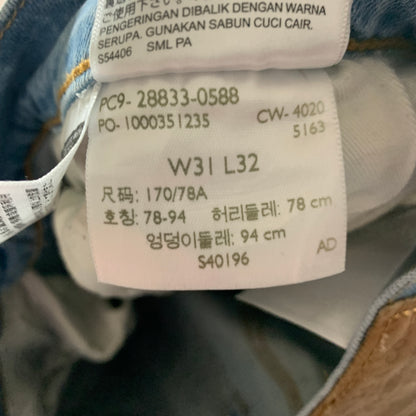 PENGERINGAN DIBALIK DENGAN WARNA
SERUPA. GUNAKAN SABUN CUCI CAIR.
S54406 SML PA
PC9- 28833-0588
PO- 1000351235
CW- 4020
5163
W31 L32
尺码: 170/78A
호칭: 78-94 허리둘레: 78 cm
엉덩이둘레: 94 cm
S40196
AD